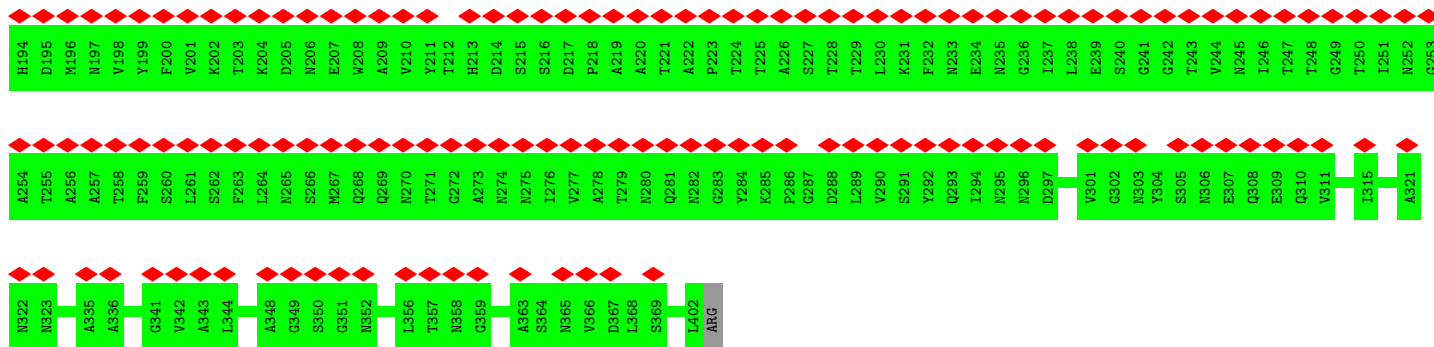 H194 D195 M196 N197 V198 Y199 F200 V201 K202 T203 K204 D205 N206 E207 W208 A209 V210 Y211 T212 H213 D214 S215 S216 D217 P218 A219 A220 T221 A222 P223 T224 T225 A226 S227 T228 T229 L230 K231 F232 N233 E234 N235 G236 I237 L238 E239 S240 G241 G242 T243 V244 N245 I246 T247 T248 G249 T250 I251 N252 G253
A254 T255 A256 A257 T258 F259 S260 L261 S262 F263 L264 N265 S266 M267 Q268 Q269 N270 T271 G272 A273 N274 N275 I276 V277 A278 T279 N280 Q281 N282 G283 Y284 K285 P286 G287 D288 L289 V290 S291 Y292 Q293 I294 N295 N296 D297 V301 G302 N303 Y304 S305 N306 E307 Q308 E309 Q310 V311 I315 A321
N322 N323 A335 A336 G341 V342 A343 L344 A348 G349 S350 G351 N352 L356 T357 N358 G359 A363 S364 N365 V366 D367 L368 S369 L402 ARG